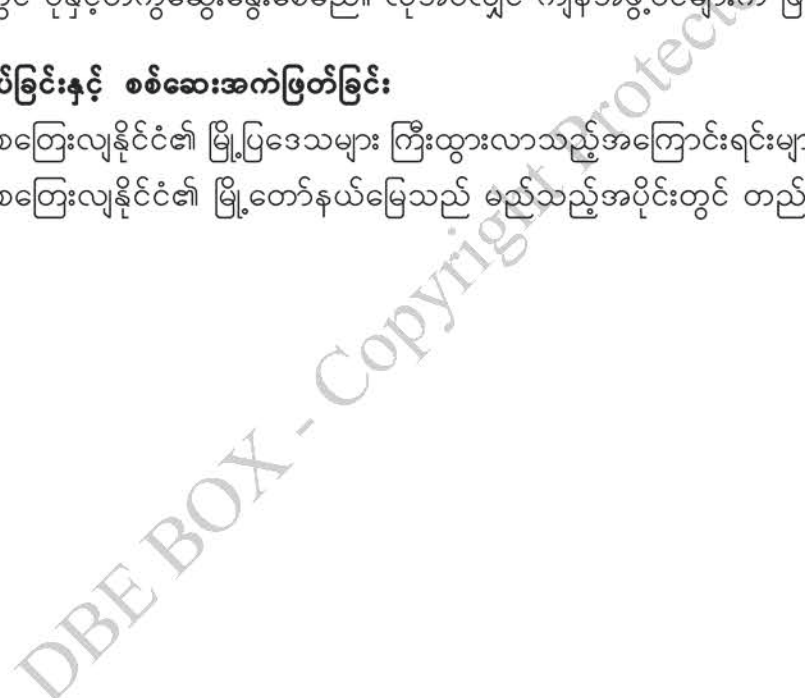 ပ်ခြင်းနှင့် စစ်ဆေးအကဲဖြတ်ခြင်း
စတြေးလျနိုင်ငံ၏ မြို့ပြဒေသများ ကြီးထွားလာသည့်အကြောင်းရင်းများ
စတြေးလျနိုင်ငံ၏ မြို့တော်နယ်မြေသည် မည်သည့်အပိုင်းတွင် တည်
DBE BOX - Copyright Protecte